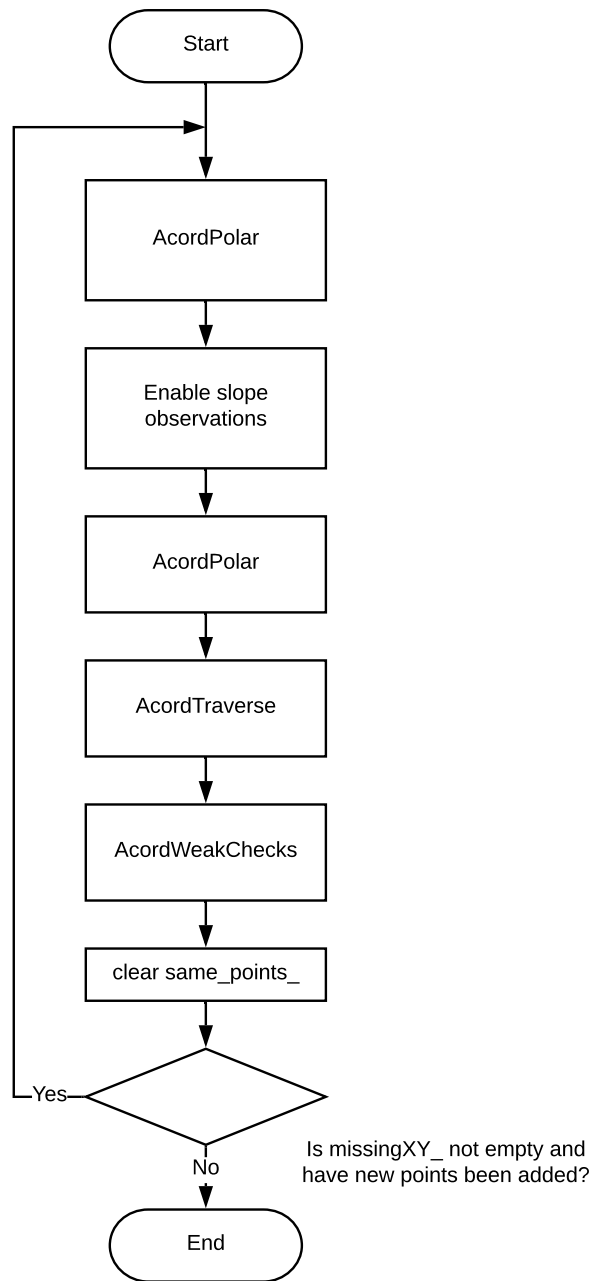 Start
AcordPolar
Enable slope
observations
AcordPolar
AcordTraverse
AcordWeakChecks
clear same_points_
Yes
Is missingXY_ not empty and
have new points been added?
No
End